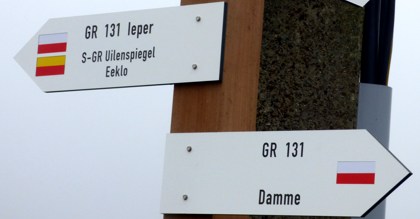 GR 131 Ieper
S-GR Uilenspiegel
Eeklo
GR 131
Damme